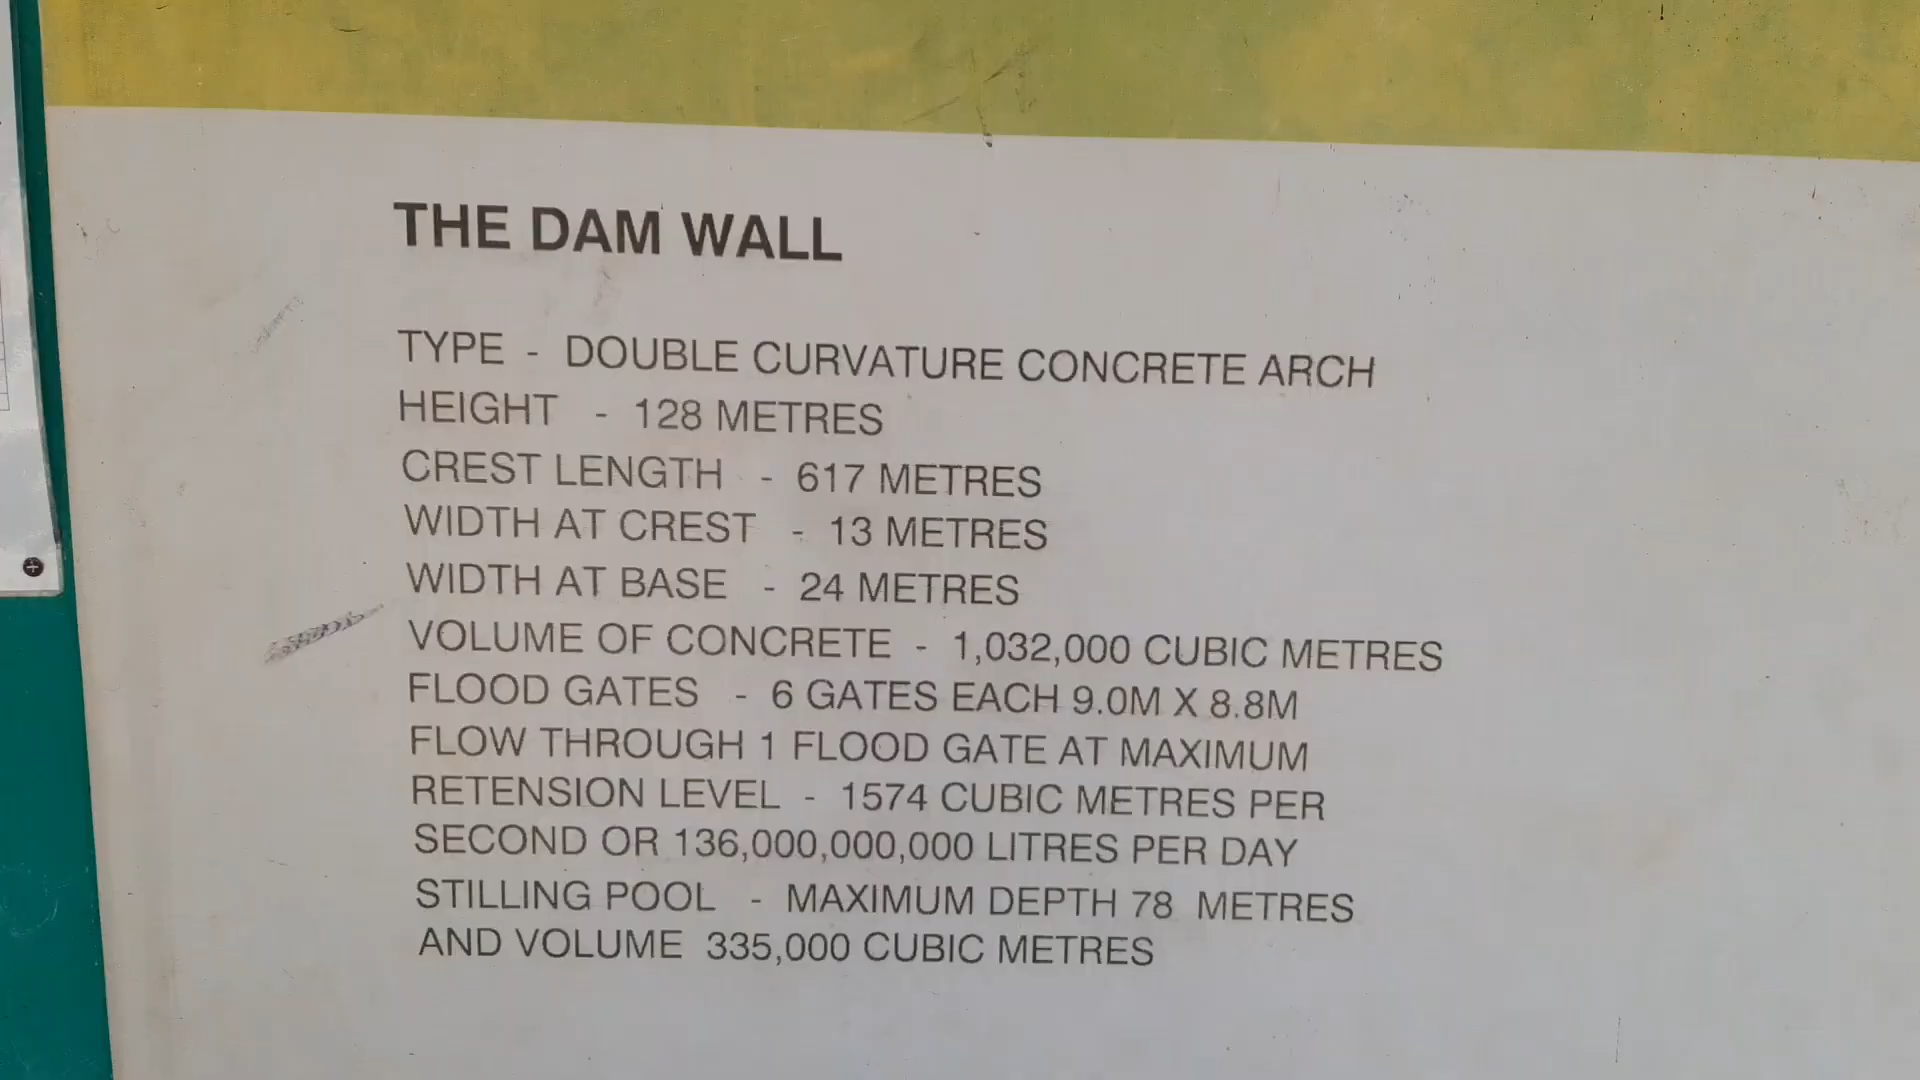 THE DAM WALL
TYPE - DOUBLE CURVATURE CONCRETE ARCH
HEIGHT - 128 METRES
CREST LENGTH - 617 METRES
WIDTH AT CREST - 13 METRES
WIDTH AT BASE - 24 METRES
VOLUME OF CONCRETE - 1,032,000 CUBIC METRES
FLOOD GATES - 6 GATES EACH 9.0M X 8.8M
FLOW THROUGH 1 FLOOD GATE AT MAXIMUM
RETENSION LEVEL - 1574 CUBIC METRES PER
SECOND OR 136,000,000,000 LITRES PER DAY
STILLING POOL - MAXIMUM DEPTH 78 METRES
AND VOLUME 335,000 CUBIC METRES